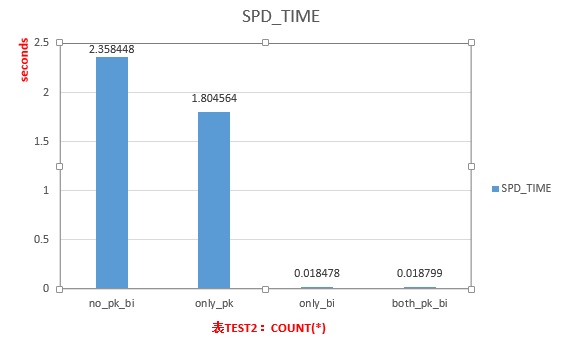 SPD_TIME
seconds
2.5
2
1.5
1
0.5
0
2.358448
1.804564
0.018478
0.018799
no_pk_bi
only_pk
only_bi
both_pk_bi
SPD_TIME
表TEST2：COUNT(*)